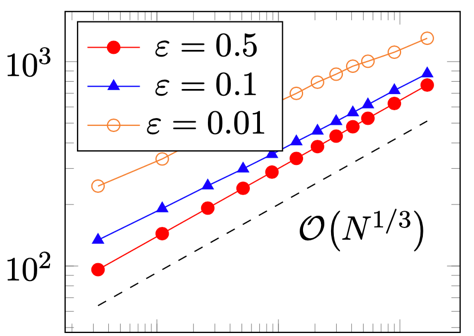 10³
ε = 0.5
ε = 0.1
ε = 0.01
𝒪(N^{1/3})
10²